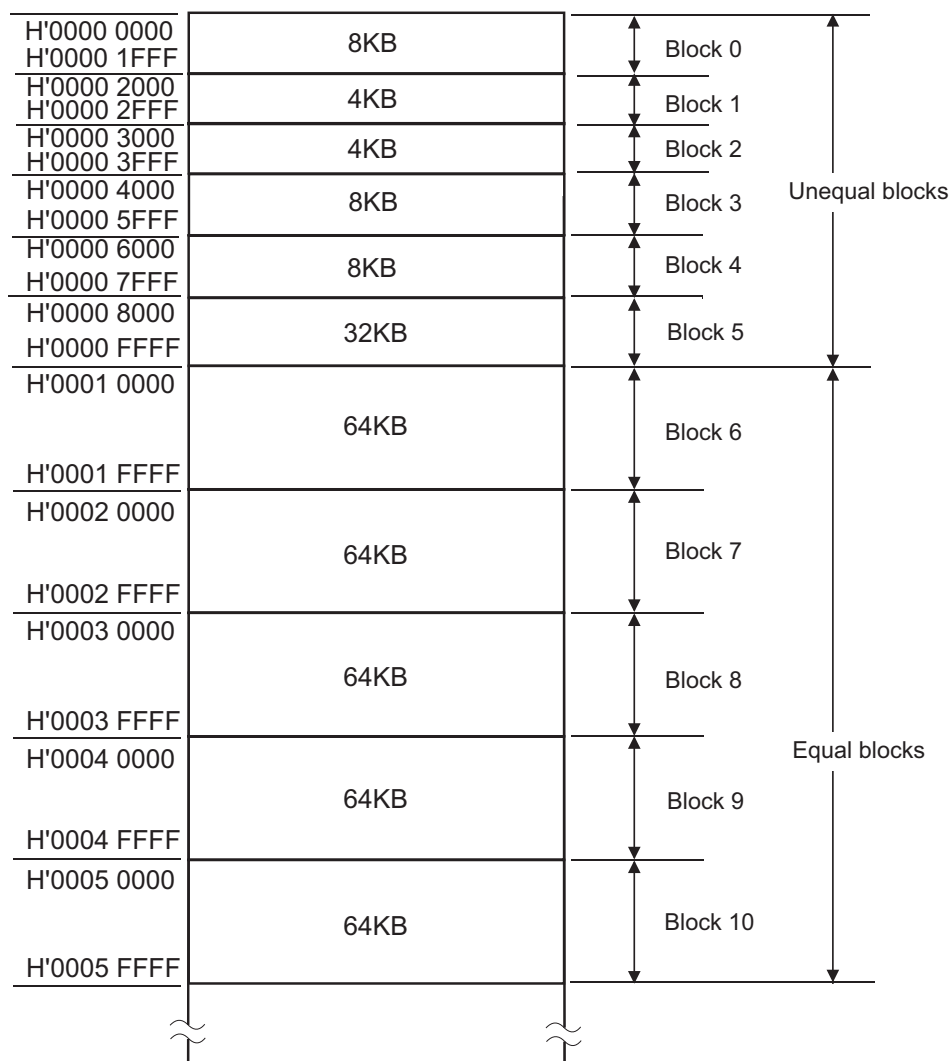 H'0000 0000
8KB
Block 0
H'0000 1FFF
H'0000 2000
4KB
Block 1
H'0000 2FFF
H'0000 3000
4KB
Block 2
H'0000 3FFF
H'0000 4000
8KB
Block 3
Unequal blocks
H'0000 5FFF
H'0000 6000
8KB
Block 4
H'0000 7FFF
H'0000 8000
32KB
Block 5
H'0000 FFFF
H'0001 0000
64KB
Block 6
H'0001 FFFF
H'0002 0000
64KB
Block 7
H'0002 FFFF
H'0003 0000
64KB
Block 8
H'0003 FFFF
H'0004 0000
Equal blocks
64KB
Block 9
H'0004 FFFF
H'0005 0000
64KB
Block 10
H'0005 FFFF